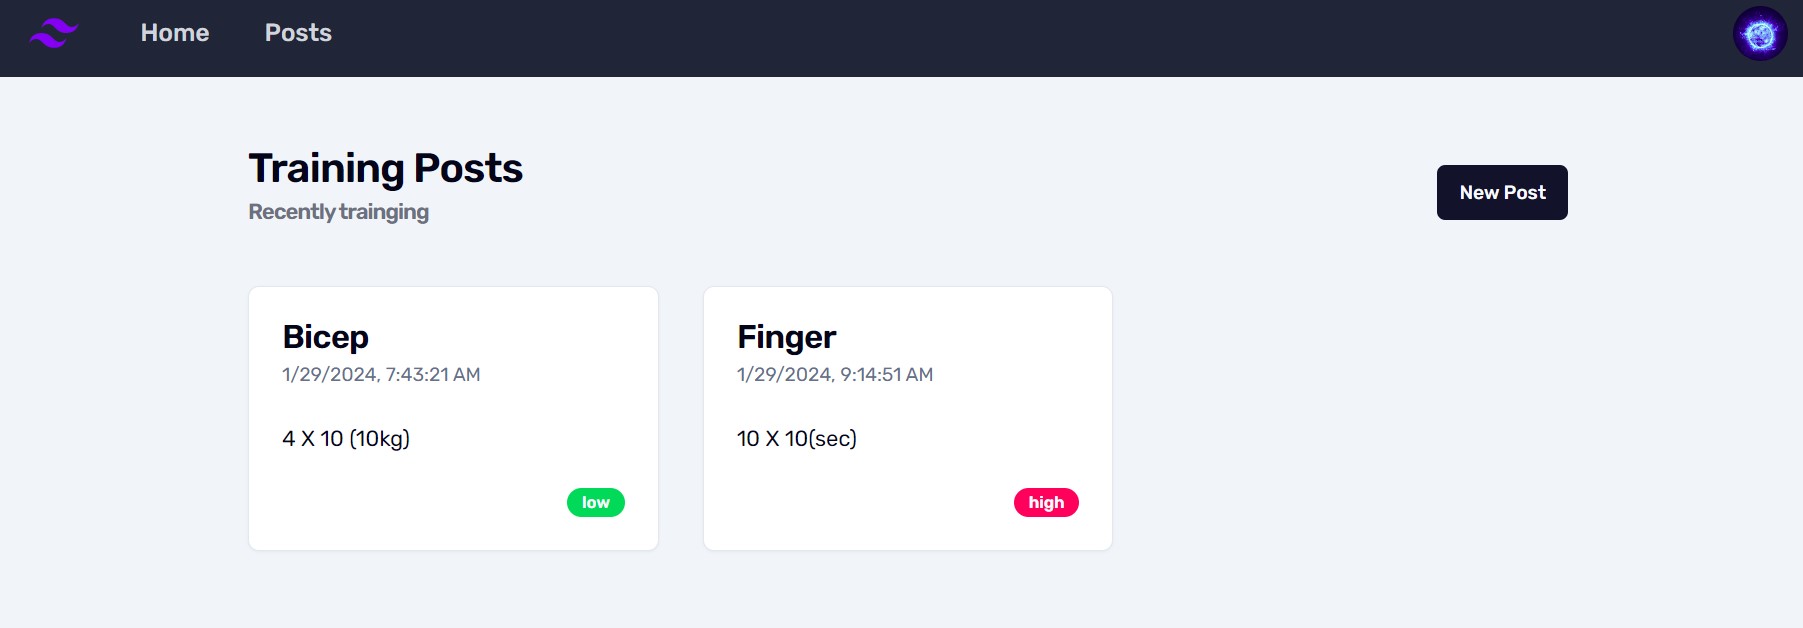 Home Posts
Training Posts
Recently trainging
New Post
Bicep
1/29/2024, 7:43:21 AM
4 X 10 (10kg)
low
Finger
1/29/2024, 9:14:51 AM
10 X 10(sec)
high